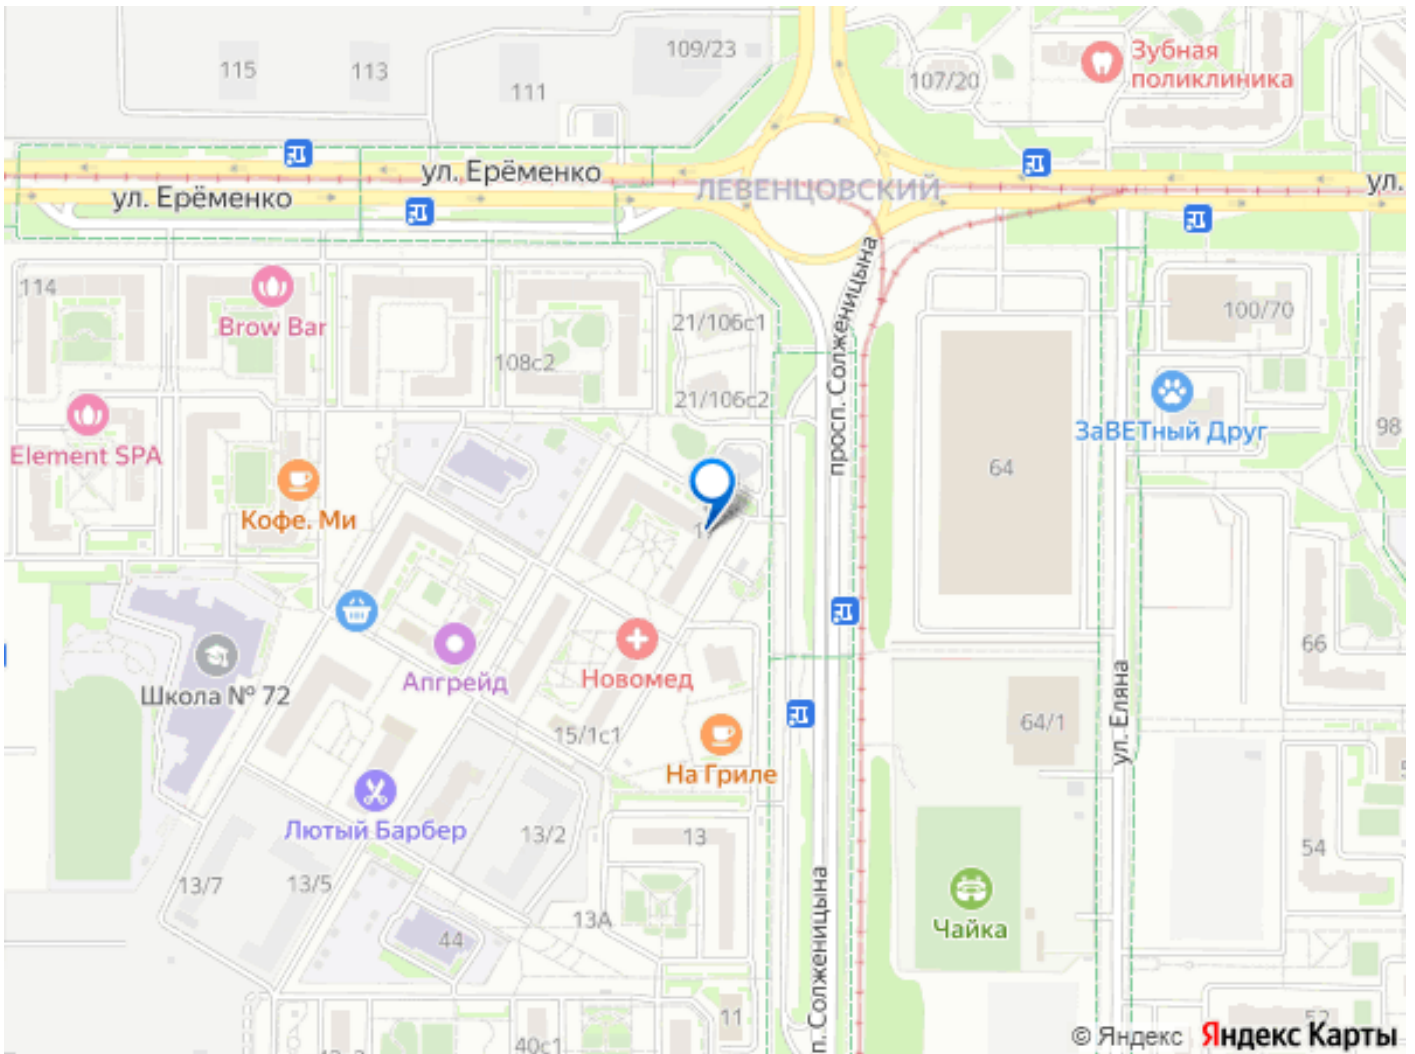 109/23
115
113
111
107/20
Зубная
поликлиника
ул. Ерёменко
ул. Ерёменко
ЛЕВЕНЦОВСКИЙ
ул.
114
Brow Bar
21/106с1
просп. Солженицына
100/70
108с2
21/106с2
98
ЗаВЕТный Друг
Element SPA
64
Кофе. Ми
17
Школа № 72
Апгрейд
Новомед
66
15/1с1
64/1
ул. Еляна
На Гриле
Лютый Барбер
13/2
13
54
13/7
13/5
13А
Чайка
44
п. Солженицына
11
40с1
52
© Яндекс
Яндекс Карты